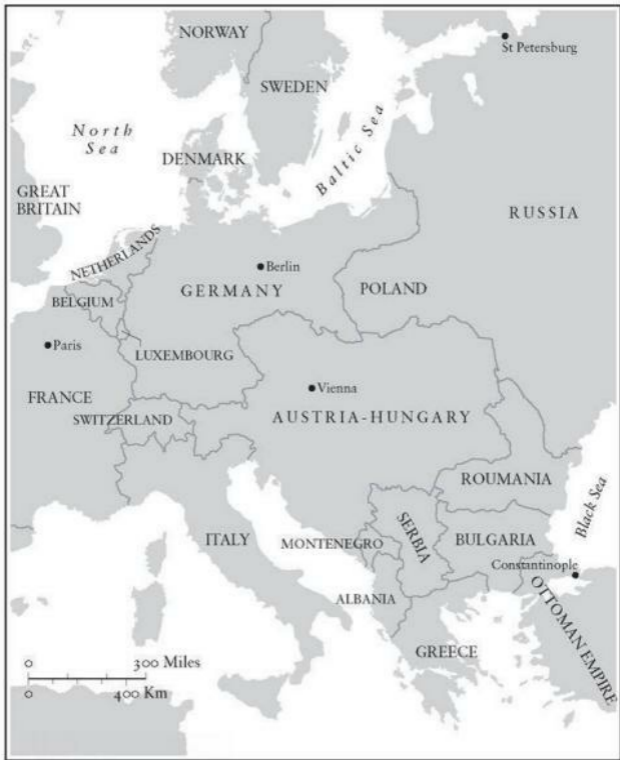 NORWAY
St Petersburg
SWEDEN
North
Sea
Baltic Sea
DENMARK
GREAT
BRITAIN
RUSSIA
NETHERLANDS
Berlin
GERMANY
POLAND
BELGIUM
Paris
LUXEMBOURG
Vienna
FRANCE
SWITZERLAND
AUSTRIA-HUNGARY
ROUMANIA
Black Sea
SERBIA
ITALY
MONTENEGRO
BULGARIA
Constantinople
ALBANIA
OTTOMAN EMPIRE
GREECE
0 300 Miles
0 400 Km